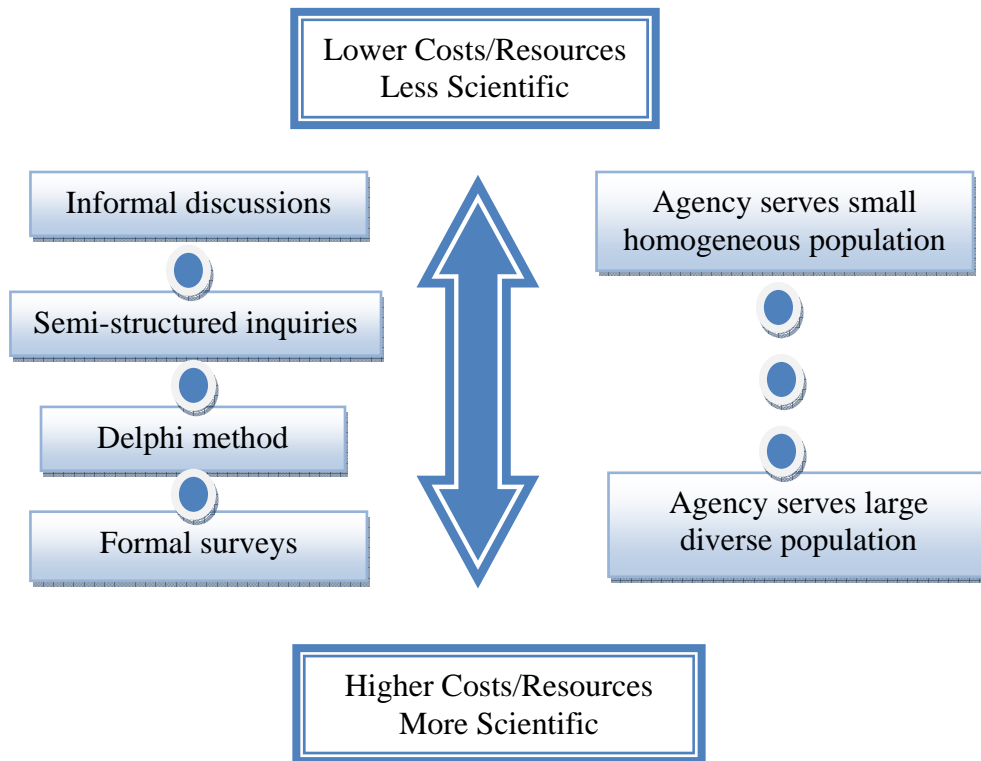 Lower Costs/Resources
Less Scientific
Informal discussions
Semi-structured inquiries
Delphi method
Formal surveys
Agency serves small
homogeneous population
Agency serves large
diverse population
Higher Costs/Resources
More Scientific